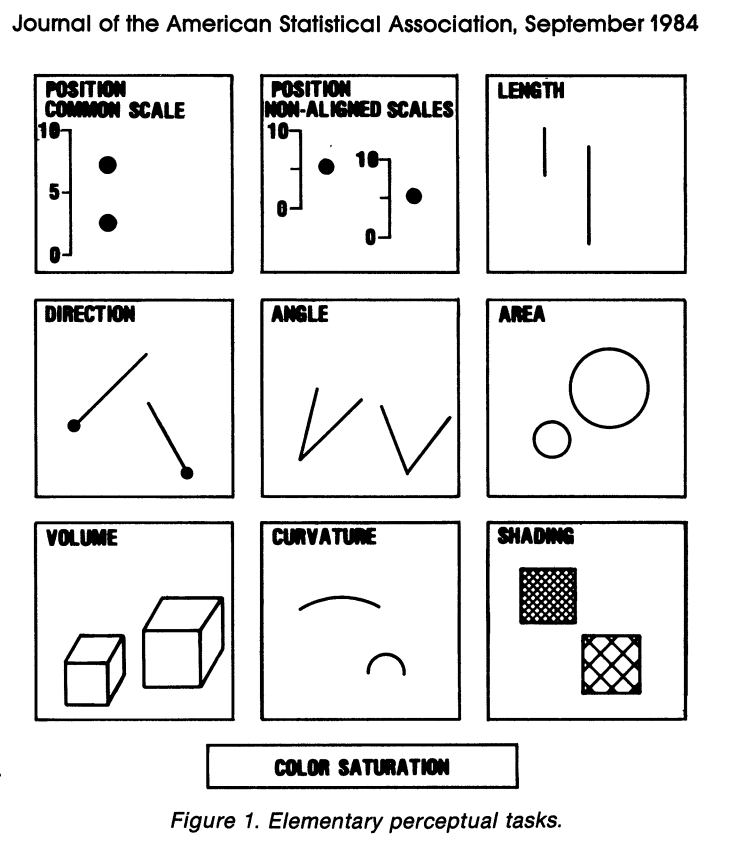 Journal of the American Statistical Association, September 1984
POSITION
COMMON SCALE
10
5
0
POSITION
NON-ALIGNED SCALES
10
0
10
0
LENGTH
DIRECTION
ANGLE
AREA
VOLUME
CURVATURE
SHADING
COLOR SATURATION
Figure 1. Elementary perceptual tasks.